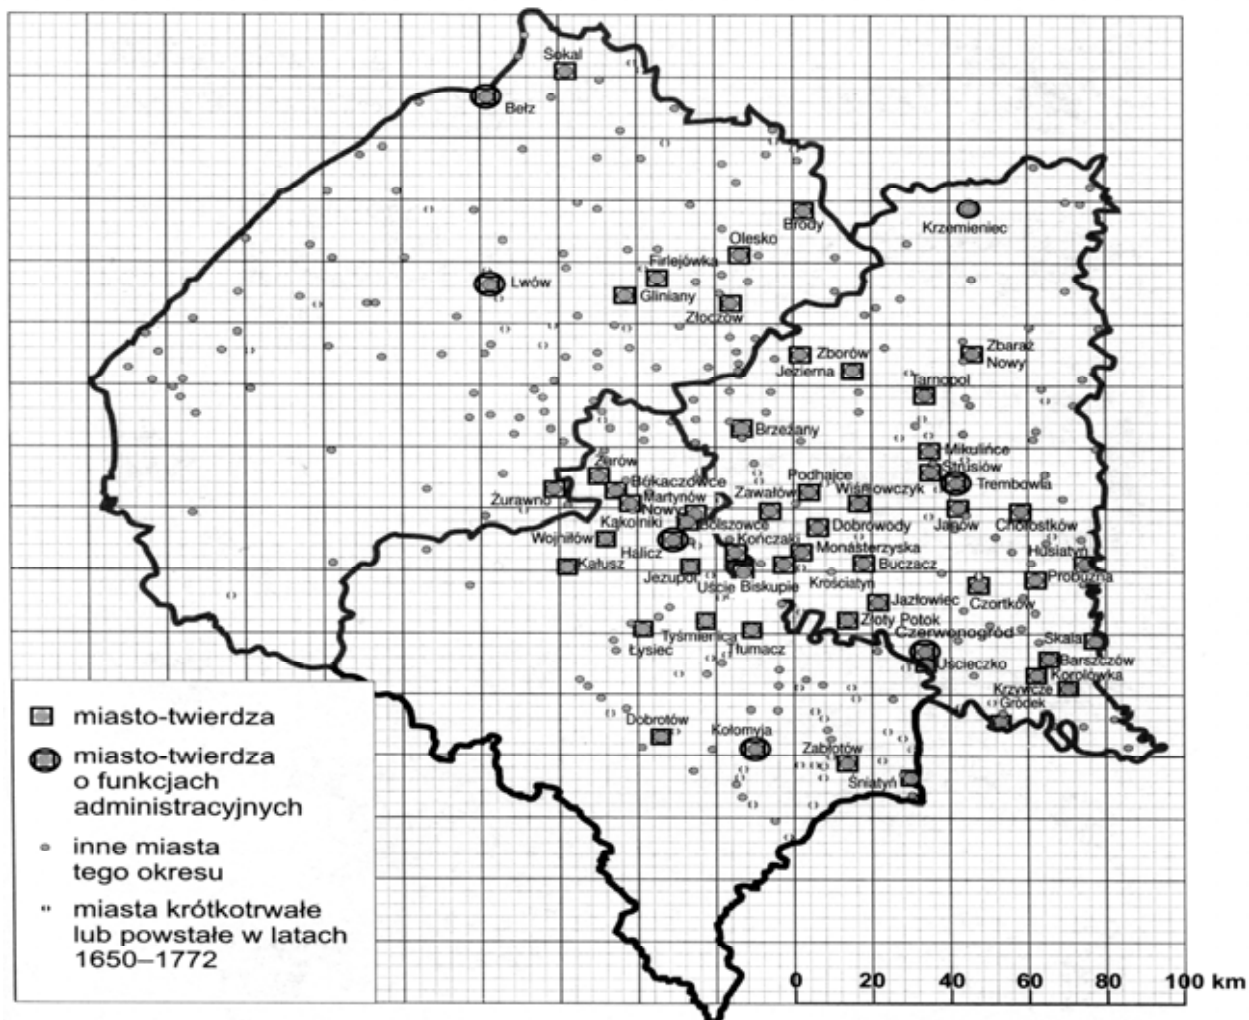 Sokal
Bełz
Brody
Krzemieniec
Olesko
Firlejówka
Lwów
Gliniany
Złoczów
Zborów
Jezierna
Zbaraż
Nowy
Tarnopol
Brzeżany
Mikulińce
Strusiów
Trembowla
Żurów
Bukaczowce
Podhajce
Wiśniowczyk
Żurawno
Martynów
Nowy
Zawałów
Janów
Chorostków
Kąkolniki
Bołszowce
Dobrowody
Wojniłów
Halicz
Kończaki
Monasterzyska
Husiatyn
Kałusz
Jezupol
Uście
Biskupie
Krościatyn
Buczacz
Probużna
Czortków
Jazłowiec
Łysiec
Tyśmienica
Tłumacz
Złoty Potok
Czerwonogród
Skała
Uścieczko
Barszczów
Korolówka
Krzywcze
Gródek
Dobrotów
Kołomyja
Zabłotów
Śniatyń
miasto-twierdza
miasto-twierdza
o funkcjach
administracyjnych
inne miasta
tego okresu
miasta krótkotrwałe
lub powstałe w latach
1650–1772
0 20 40 60 80 100 km